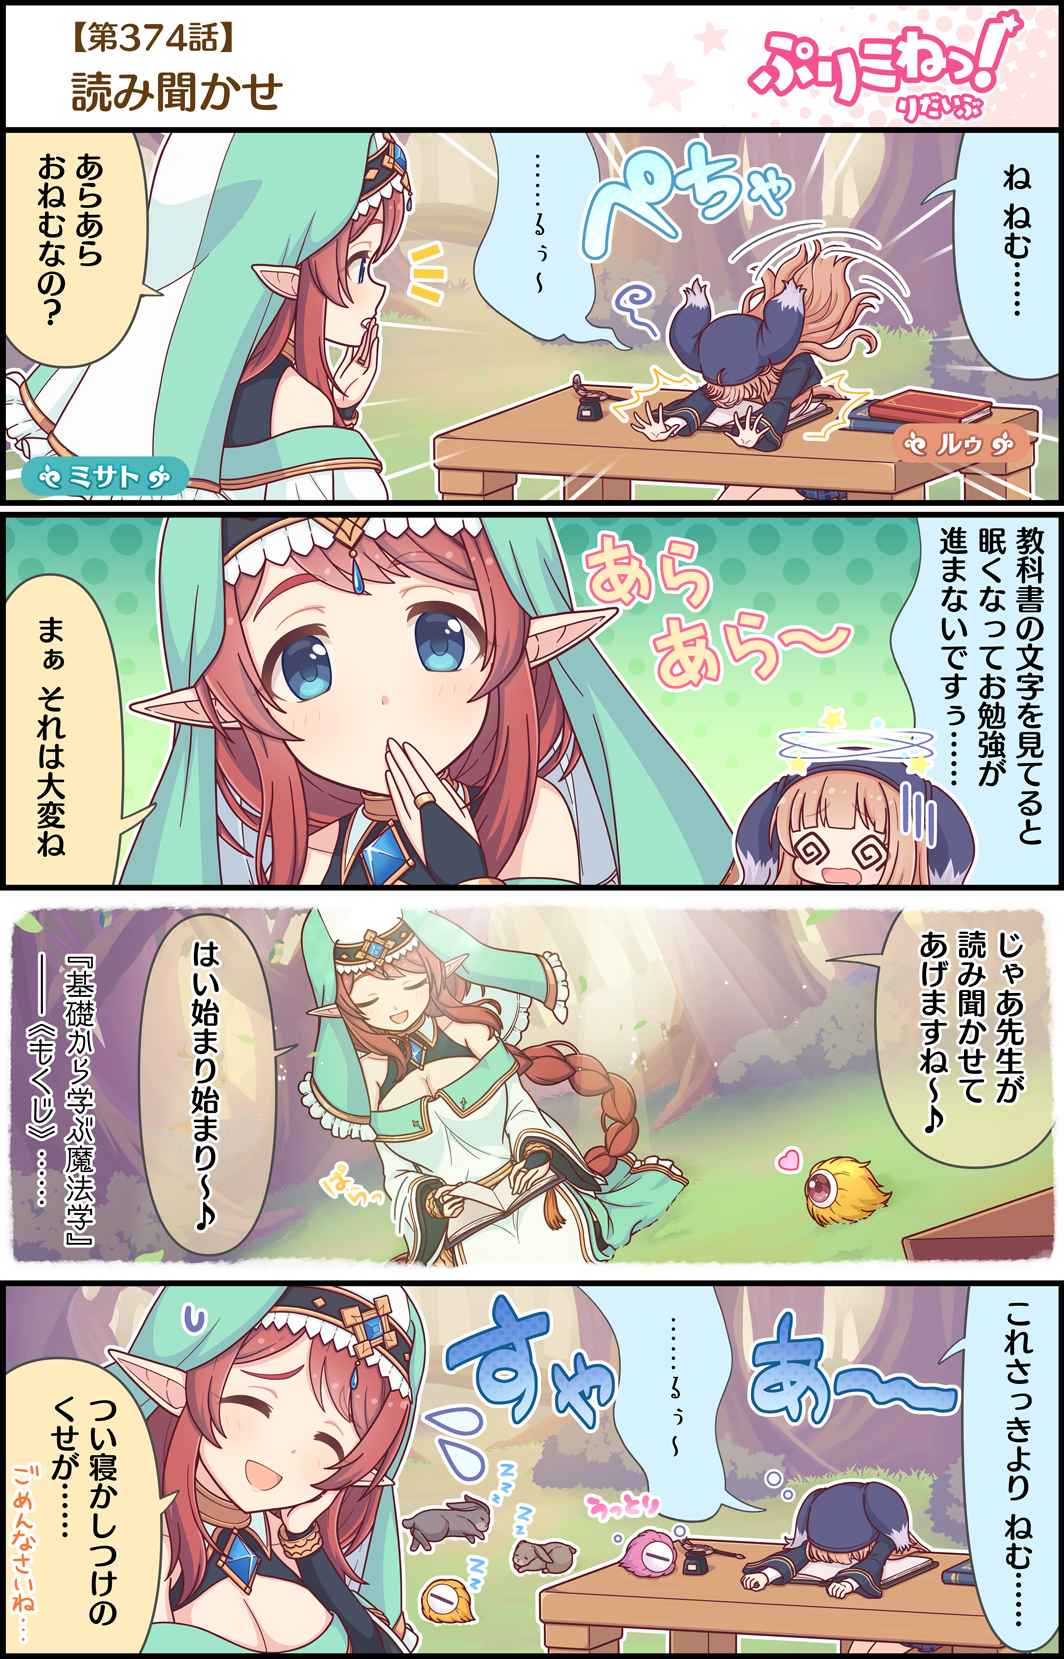 【第374話】
読み聞かせ
ぷりこねっ!
りだいぶ
ね ねむ……
ぺちゃ
……るぅ~
あらあら
おねむなの?
ミサト
ルゥ
教科書の文字を見てると
眠くなってお勉強が
進まないですぅ……
あら
あら~
まぁ それは大変ね
じゃあ先生が
読み聞かせて
あげますね~♪
ぱらっ
はい始まり始まり~♪
『基礎から学ぶ魔法学』
――《もくじ》……
これさっきより ねむ……
あ~
……るぅ~
すや
うっとり
Zzz
Zz
Zz
つい寝かしつけの
くせが……
ごめんなさいね…